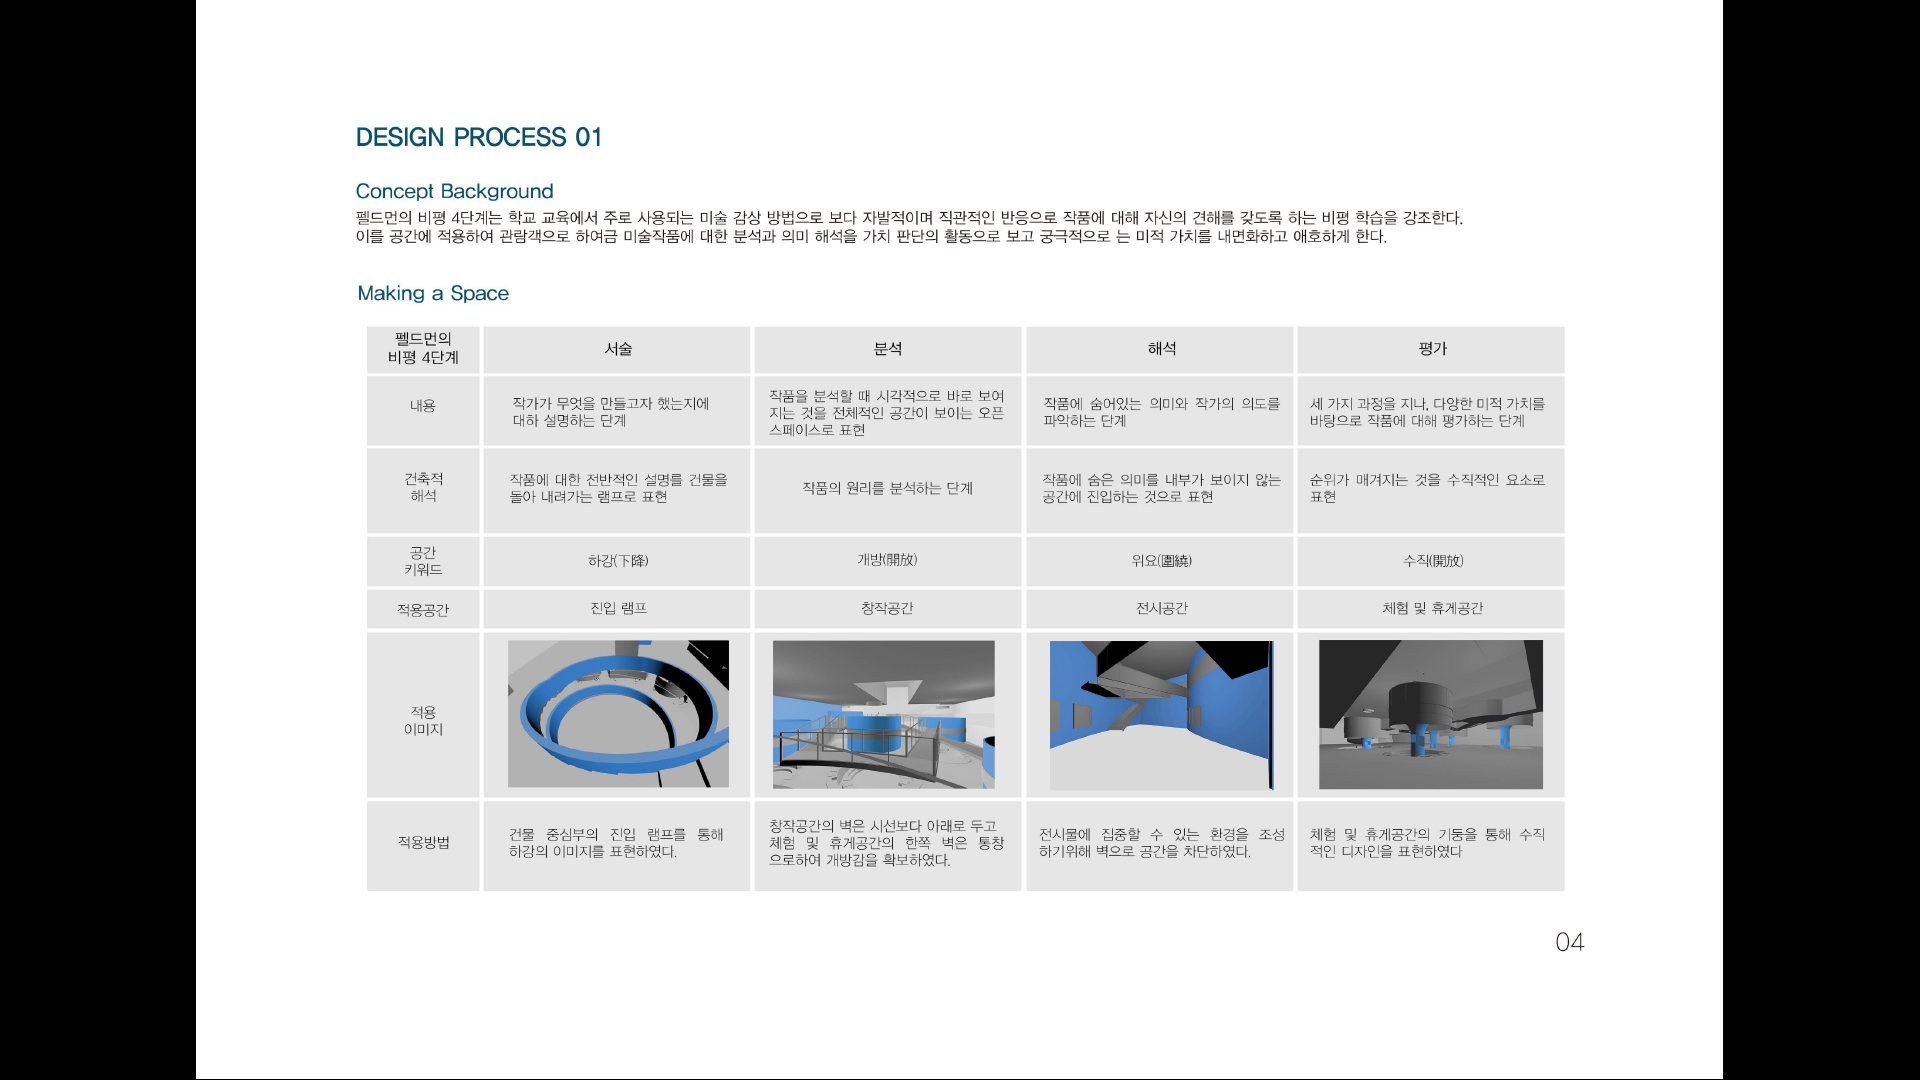 DESIGN PROCESS 01
Concept Background
펠드먼의 비평 4단계는 학교 교육에서 주로 사용되는 미술 감상 방법으로 보다 자발적이며 직관적인 반응으로 작품에 대해 자신의 견해를 갖도록 하는 비평 학습을 강조한다.
이를 공간에 적용하여 관람객으로 하여금 미술작품에 대한 분석과 의미 해석을 가치 판단의 활동으로 보고 궁극적으로 는 미적 가치를 내면화하고 애호하게 한다.
Making a Space
펠드먼의
비평 4단계
서술
분석
해석
평가
내용
작가가 무엇을 만들고자 했는지에
대하 설명하는 단계
작품을 분석할 때 시각적으로 바로 보여
지는 것을 전체적인 공간이 보이는 오픈
스페이스로 표현
작품에 숨어있는 의미와 작가의 의도를
파악하는 단계
세 가지 과정을 지나, 다양한 미적 가치를
바탕으로 작품에 대해 평가하는 단계
건축적
해석
작품에 대한 전반적인 설명를 건물을
돌아 내려가는 램프로 표현
작품의 원리를 분석하는 단계
작품에 숨은 의미를 내부가 보이지 않는
공간에 진입하는 것으로 표현
순위가 매겨지는 것을 수직적인 요소로
표현
공간
키워드
하강(下降)
개방(開放)
위요(圍繞)
수직(開放)
적용공간
진입 램프
창작공간
전시공간
체험 및 휴게공간
적용
이미지
적용방법
건물 중심부의 진입 램프를 통해
하강의 이미지를 표현하였다.
창작공간의 벽은 시선보다 아래로 두고
체험 및 휴게공간의 한쪽 벽은 통창
으로하여 개방감을 확보하였다.
전시물에 집중할 수 있는 환경을 조성
하기위해 벽으로 공간을 차단하였다.
체험 및 휴게공간의 기둥을 통해 수직
적인 디자인을 표현하였다
04